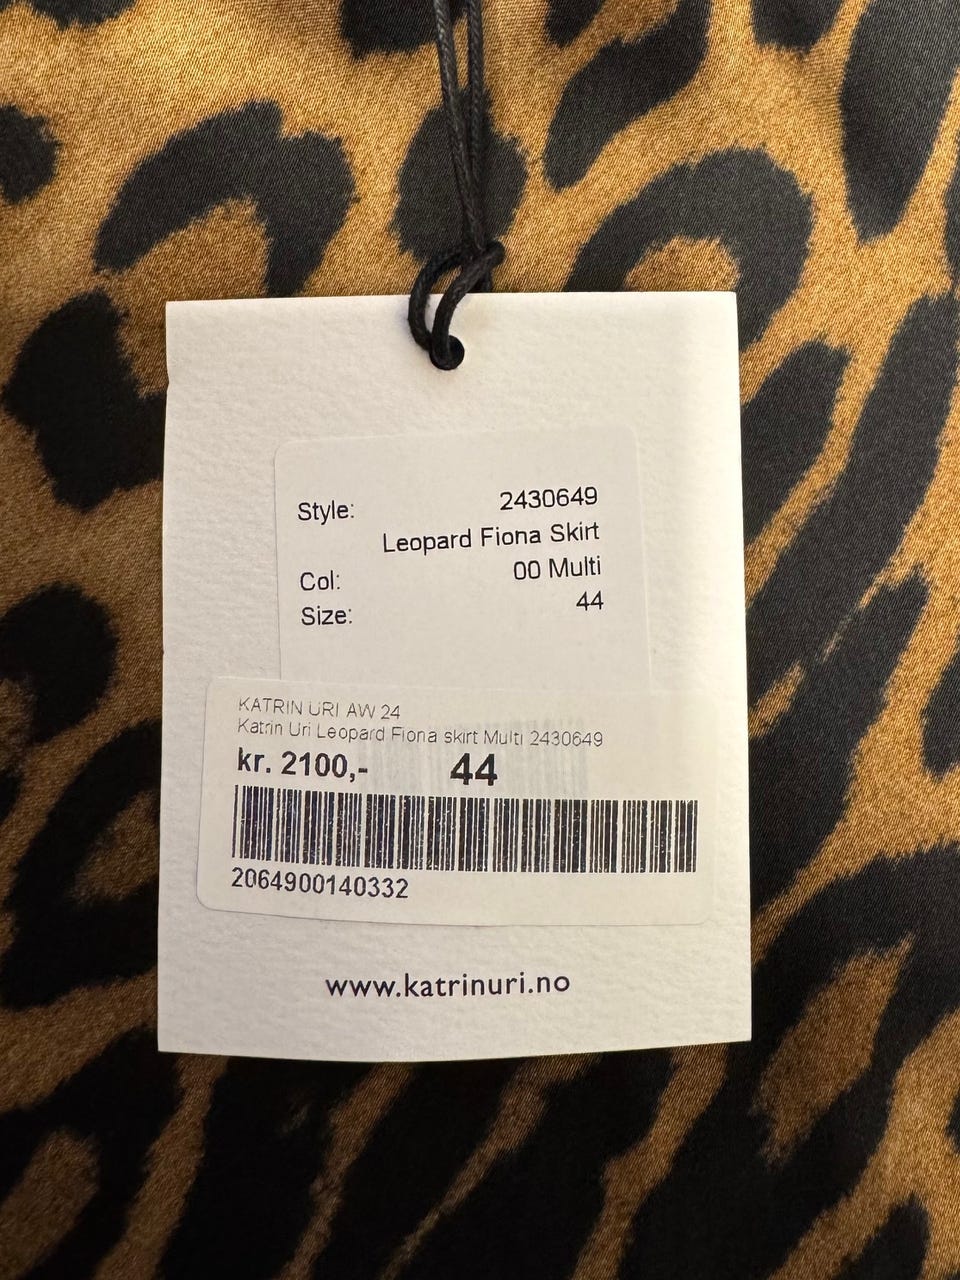 Style: 2430649
Leopard Fiona Skirt
Col: 00 Multi
Size: 44
KATRIN URI AW 24
Katrin Uri Leopard Fiona skirt Multi 2430649
kr. 2100,- 44
2064900140332
www.katrinuri.no